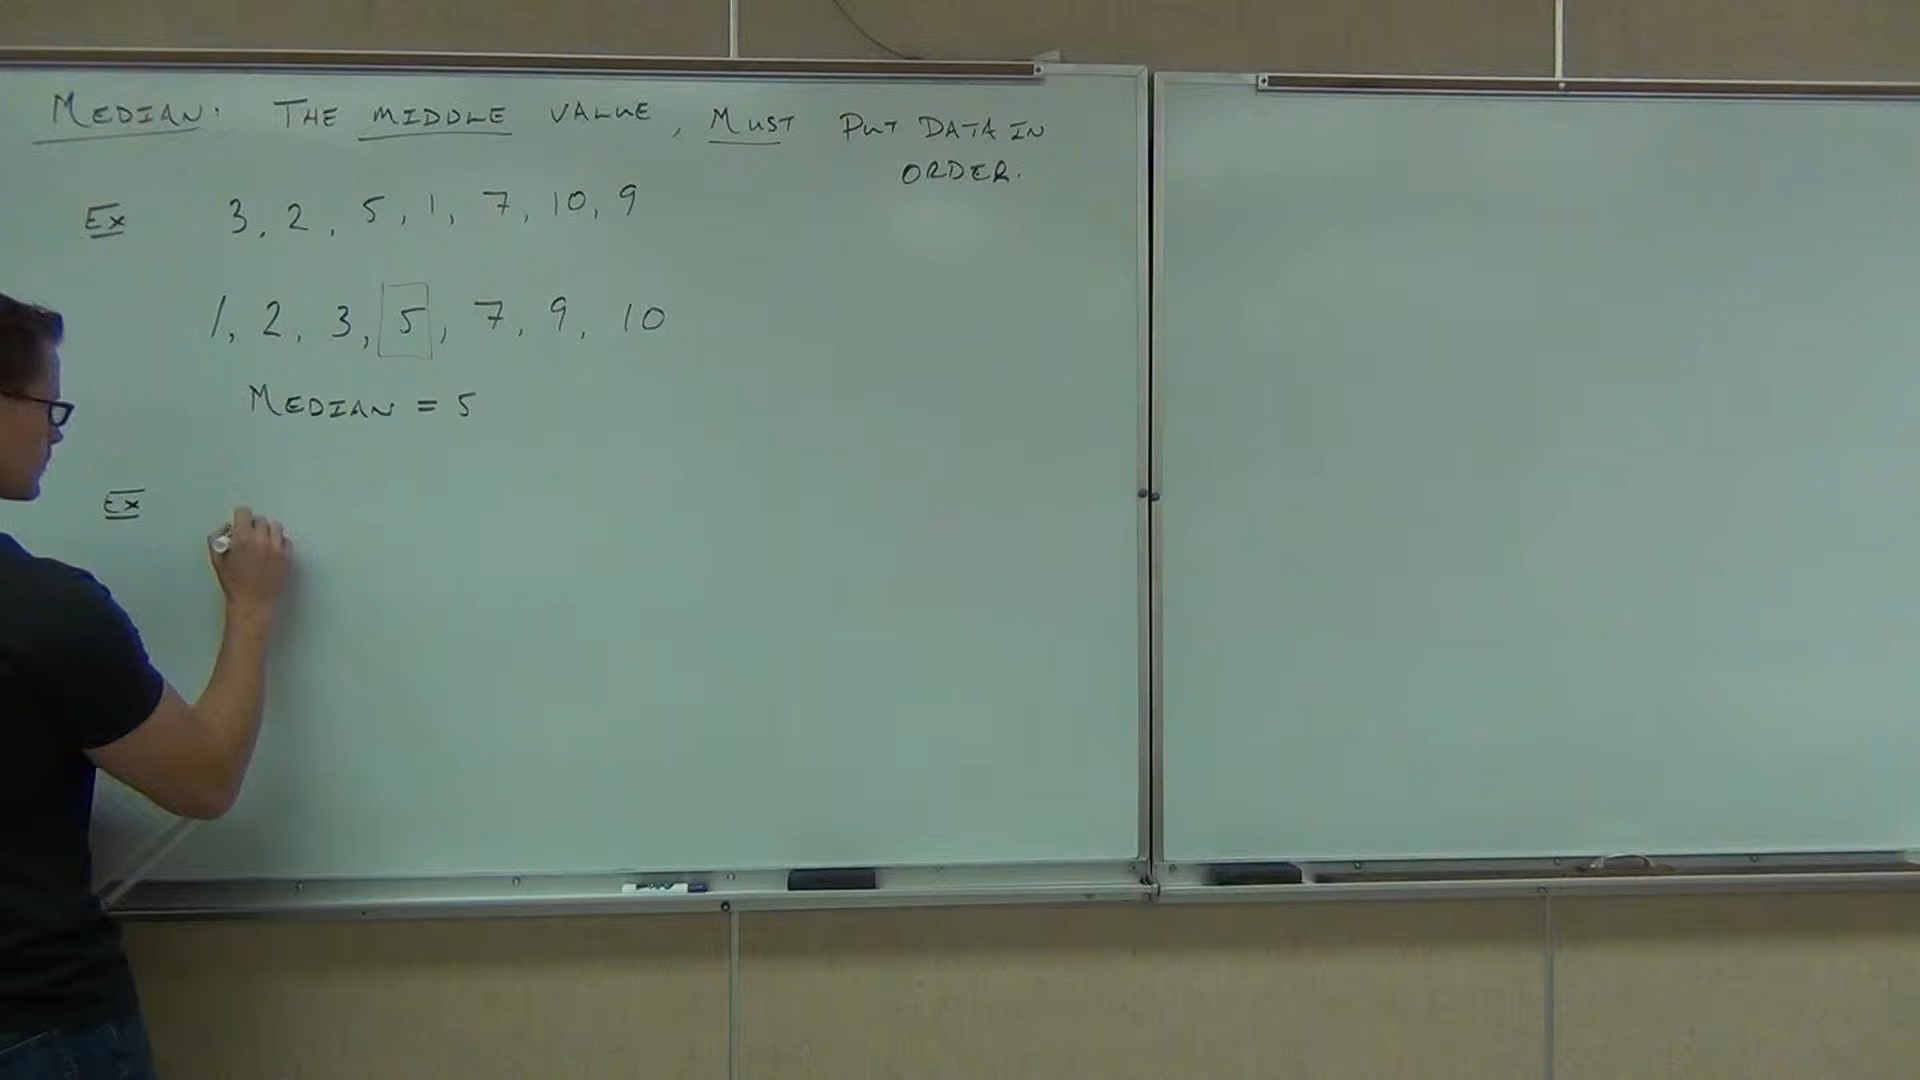 MEDIAN: THE MIDDLE VALUE, MUST PUT DATA IN
ORDER.
Ex 3, 2, 5, 1, 7, 10, 9
1, 2, 3, 5, 7, 9, 10
MEDIAN = 5
Ex